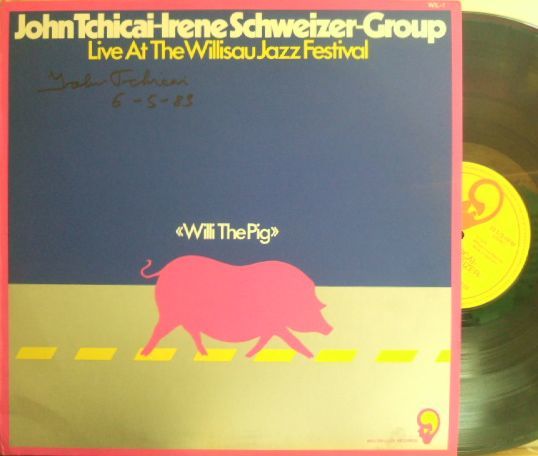 WIL-1
John Tchicai-Irene Schweizer-Group
Live At The Willisau Jazz Festival
John Tchicai
6-5-83
«Willi The Pig»